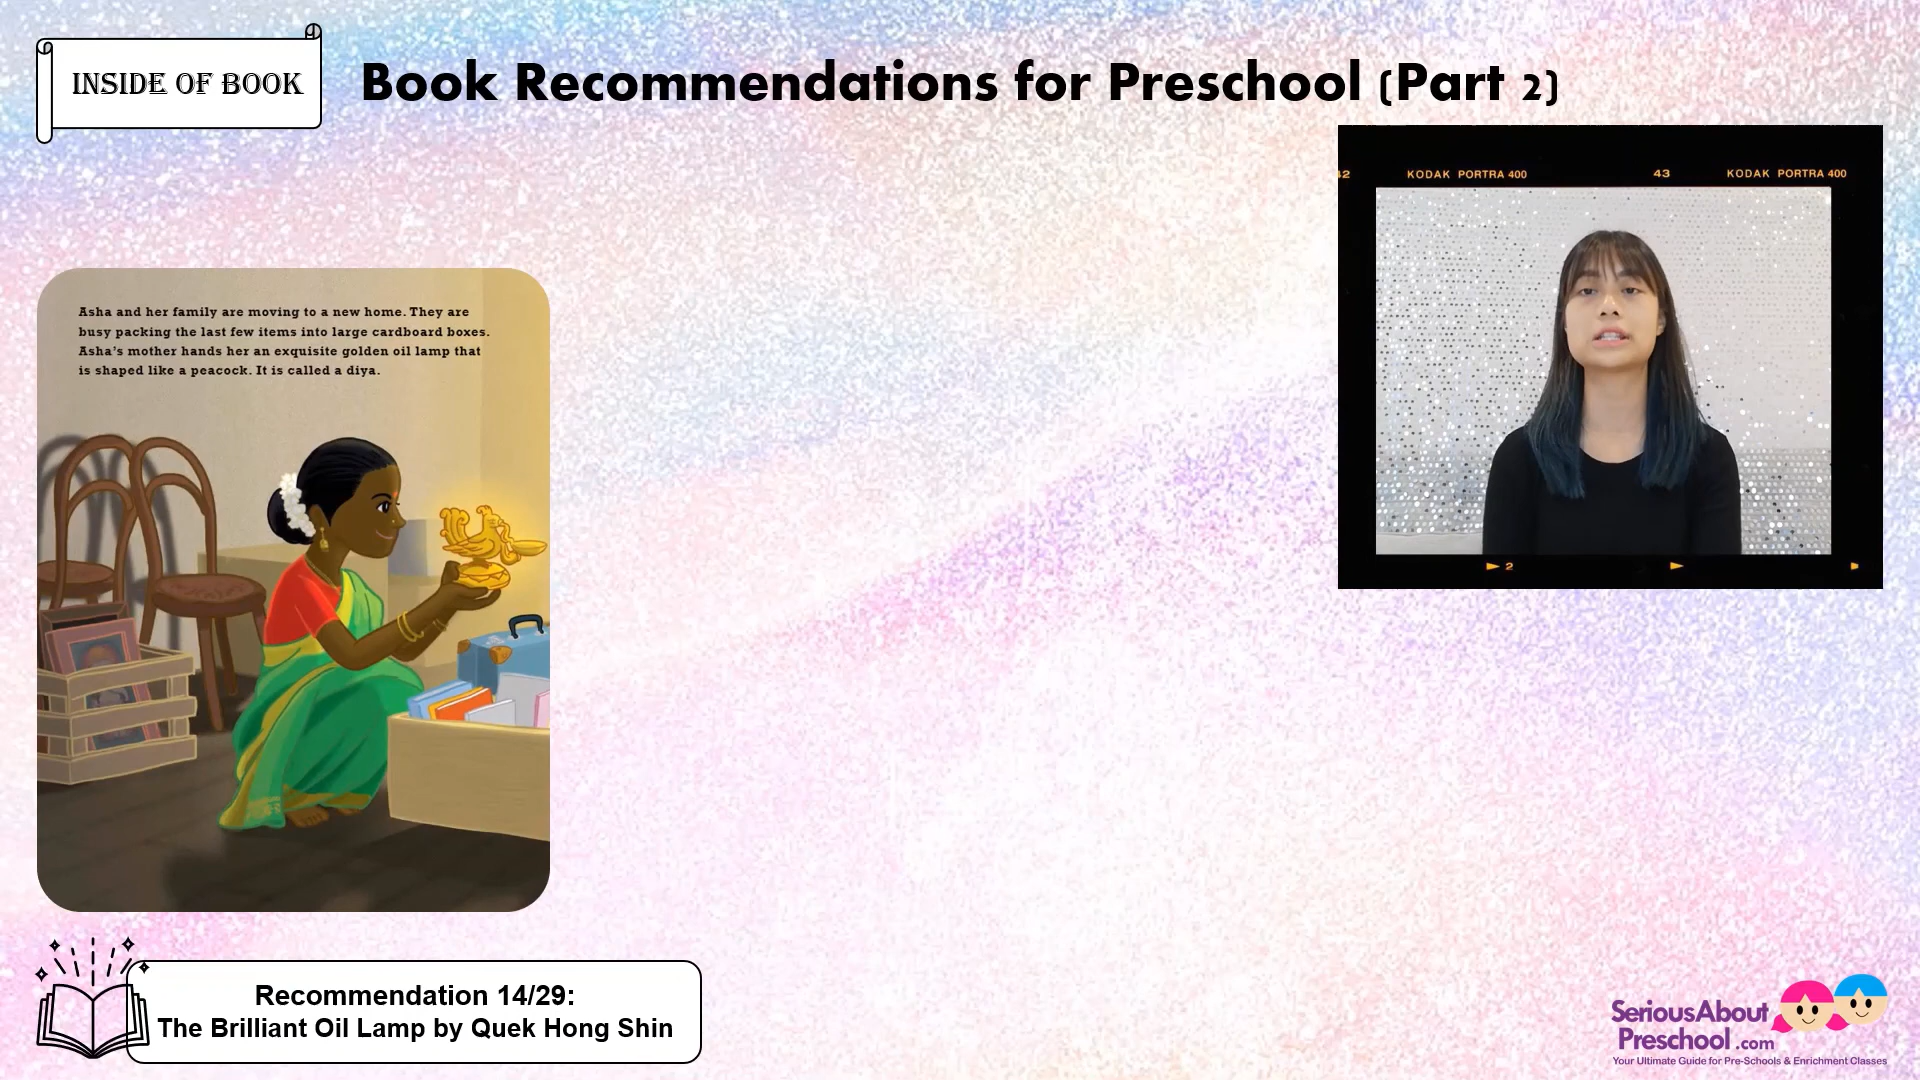 INSIDE OF BOOK
Book Recommendations for Preschool (Part 2)
42 KODAK PORTRA 400 43 KODAK PORTRA 400
Asha and her family are moving to a new home. They are
busy packing the last few items into large cardboard boxes.
Asha's mother hands her an exquisite golden oil lamp that
is shaped like a peacock. It is called a diya.
2
Recommendation 14/29:
The Brilliant Oil Lamp by Quek Hong Shin
SeriousAbout
Preschool.com
Your Ultimate Guide for Pre-Schools & Enrichment Classes